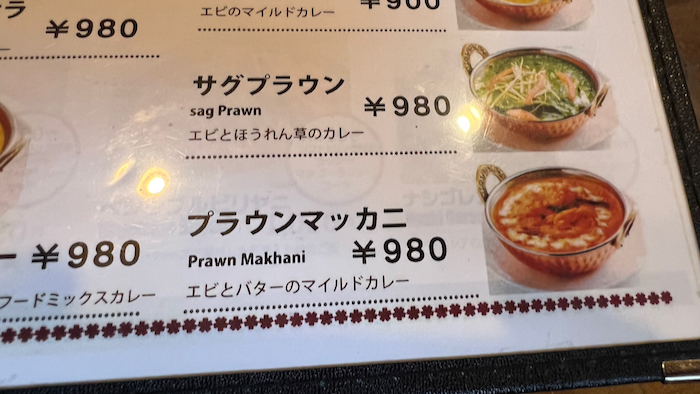 ¥980
エビのマイルドカレー
サグプラウン
sag Prawn
¥980
エビとほうれん草のカレー
プラウンマッカニ
Prawn Makhani
¥980
エビとバターのマイルドカレー
ー ¥980
フードミックスカレー